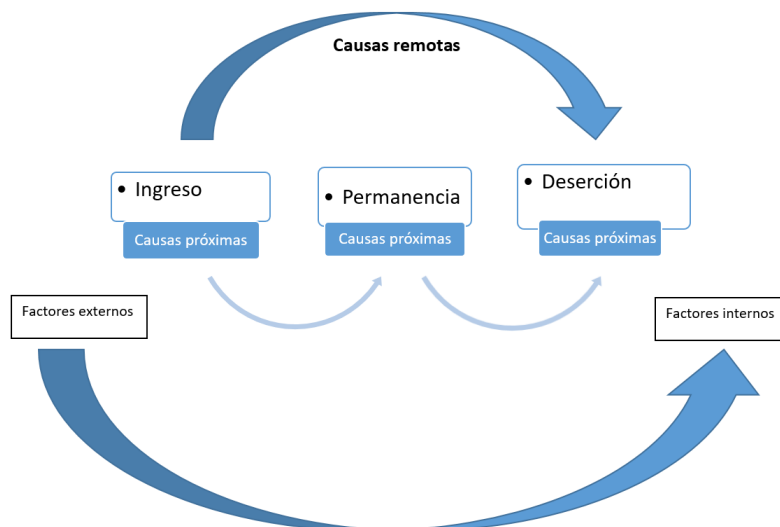 Causas remotas
• Ingreso
Causas próximas
• Permanencia
Causas próximas
• Deserción
Causas próximas
Factores externos
Factores internos